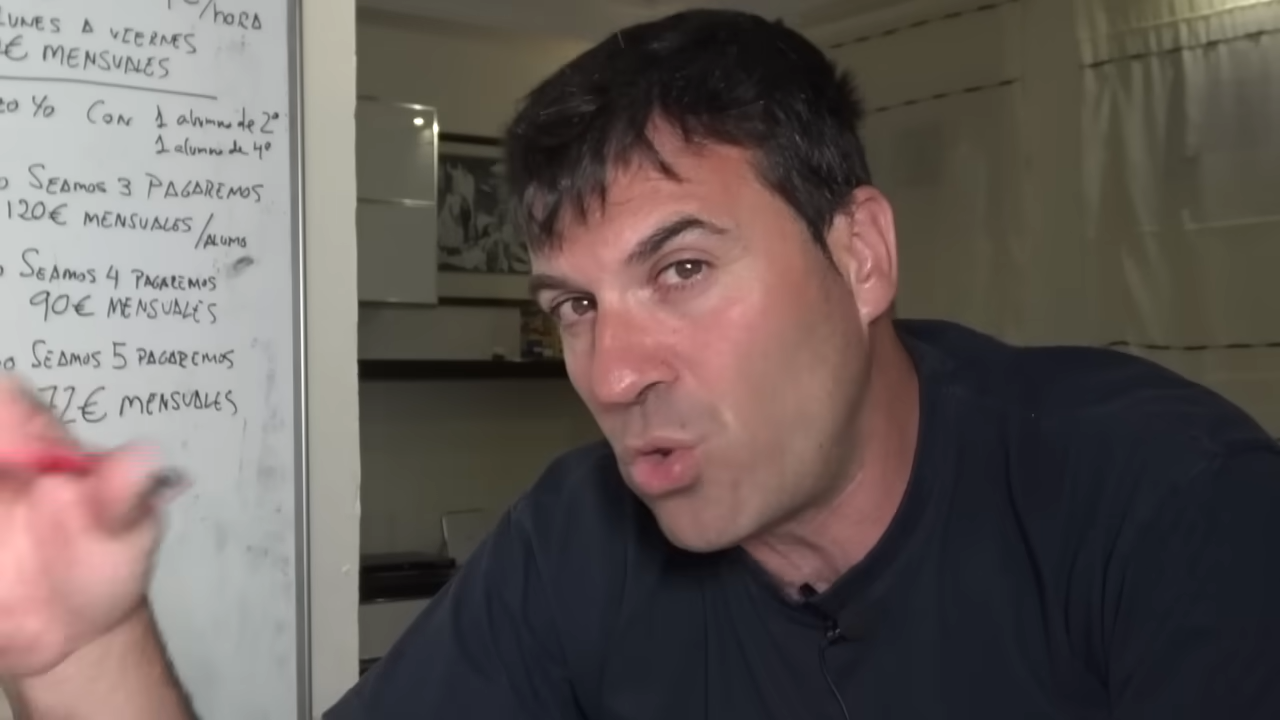 /HORA
LUNES A VIERNES
€ MENSUALES
CON 1 alumno de 2º
1 alumno de 4º
SEAMOS 3 PAGAREMOS
120€ MENSUALES/ALUMO
SEAMOS 4 PAGAREMOS
90€ MENSUALES
SEAMOS 5 PAGAREMOS
72€ MENSUALES